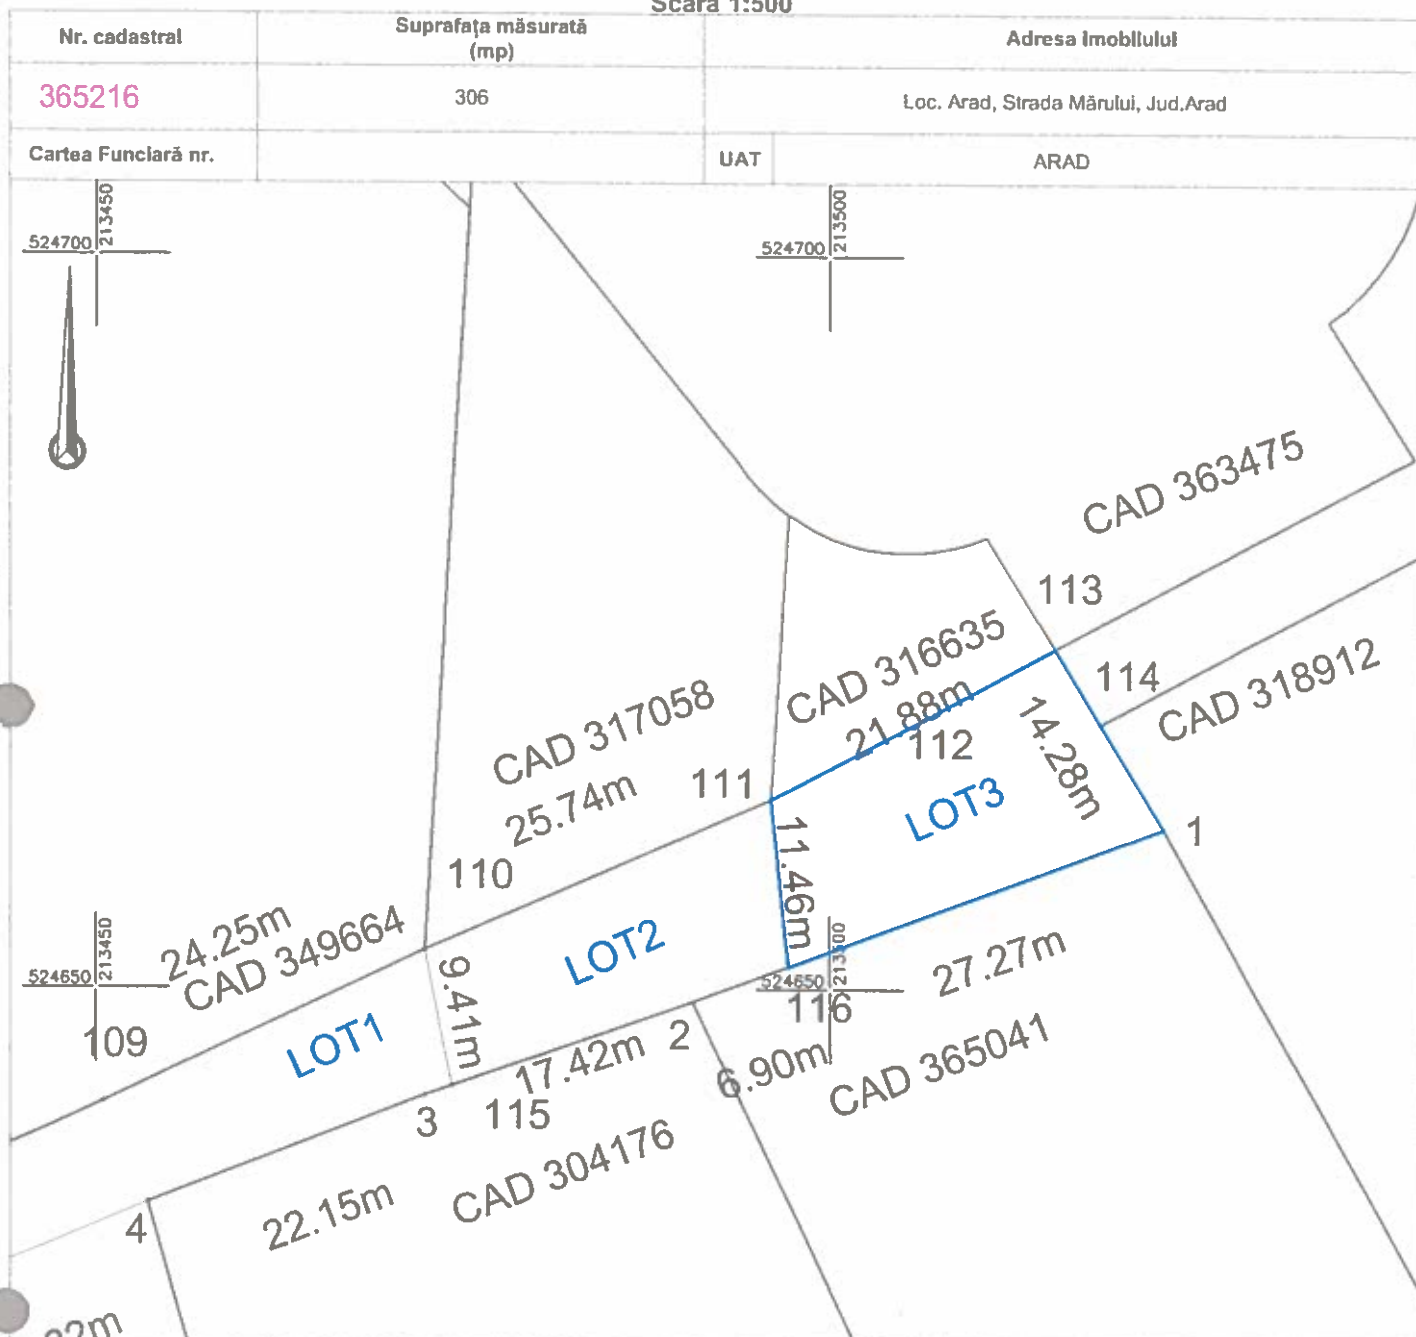 Scara 1:500
Nr. cadastral
Suprafața măsurată
(mp)
Adresa imobilului
365216
306
Loc. Arad, Strada Mărului, Jud.Arad
Cartea Funciară nr.
UAT
ARAD
524700
213450
524700
213500
CAD 363475
113
CAD 316635
114
CAD 318912
CAD 317058
21.88m
112
14.28m
25.74m
111
LOT3
1
11.46m
110
24.25m
CAD 349664
LOT2
213450
524650
213500
524650
27.27m
109
LOT1
9.41m
116
17.42m
2
6.90m
CAD 365041
3
115
CAD 304176
22.15m
4